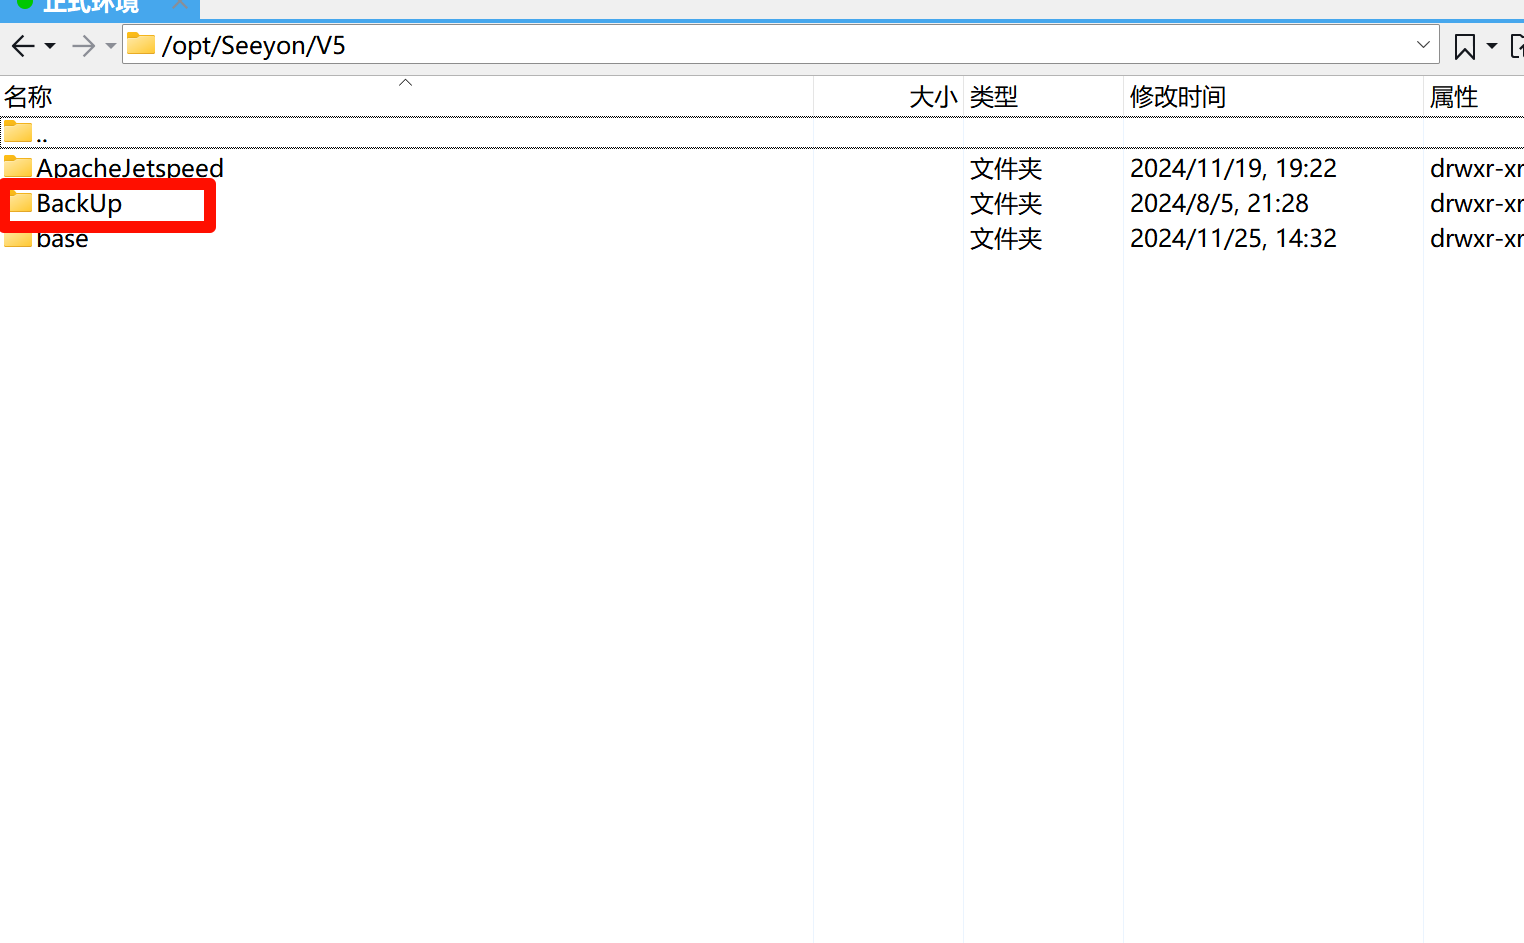 正式环境
/opt/Seeyon/V5
名称 大小 类型 修改时间 属性
..
ApacheJetspeed 文件夹 2024/11/19, 19:22 drwxr-xr
BackUp 文件夹 2024/8/5, 21:28 drwxr-xr
base 文件夹 2024/11/25, 14:32 drwxr-xr